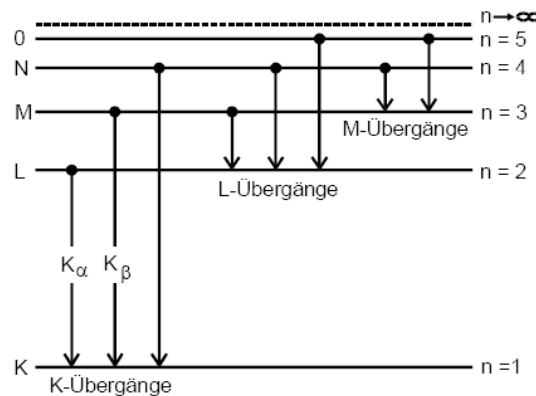 n→∞
0 n = 5
N n = 4
M n = 3
M-Übergänge
L n = 2
L-Übergänge
Kα Kβ
K n =1
K-Übergänge